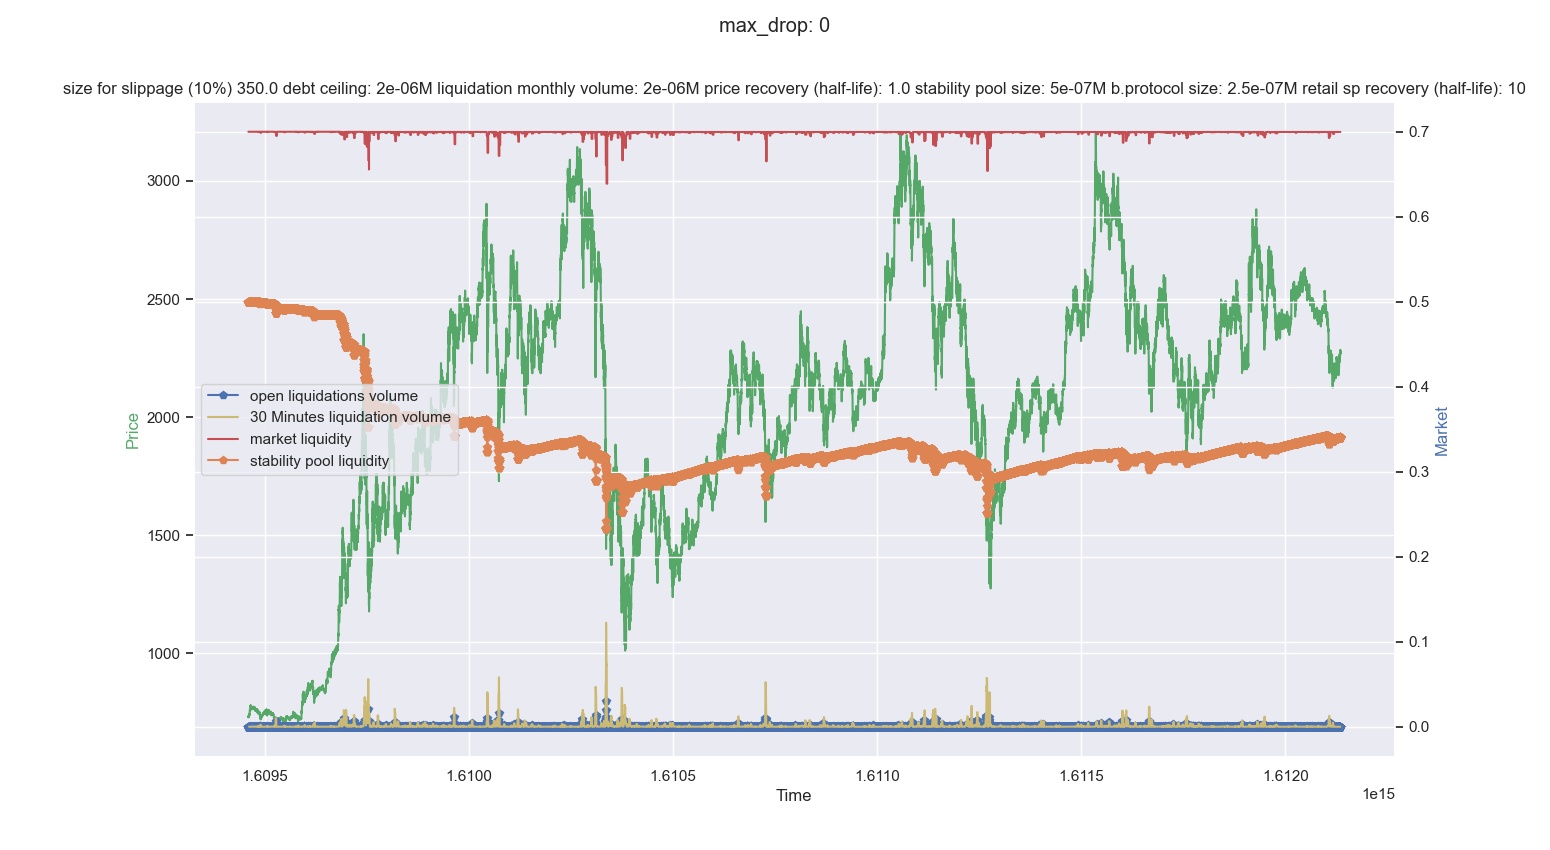 max_drop: 0
size for slippage (10%) 350.0 debt ceiling: 2e-06M liquidation monthly volume: 2e-06M price recovery (half-life): 1.0 stability pool size: 5e-07M b.protocol size: 2.5e-07M retail sp recovery (half-life): 10
3000
2500
2000
1500
1000
Price
0.7
0.6
0.5
0.4
0.3
0.2
0.1
0.0
Market
open liquidations volume
30 Minutes liquidation volume
market liquidity
stability pool liquidity
1.6095 1.6100 1.6105 1.6110 1.6115 1.6120
Time
1e15